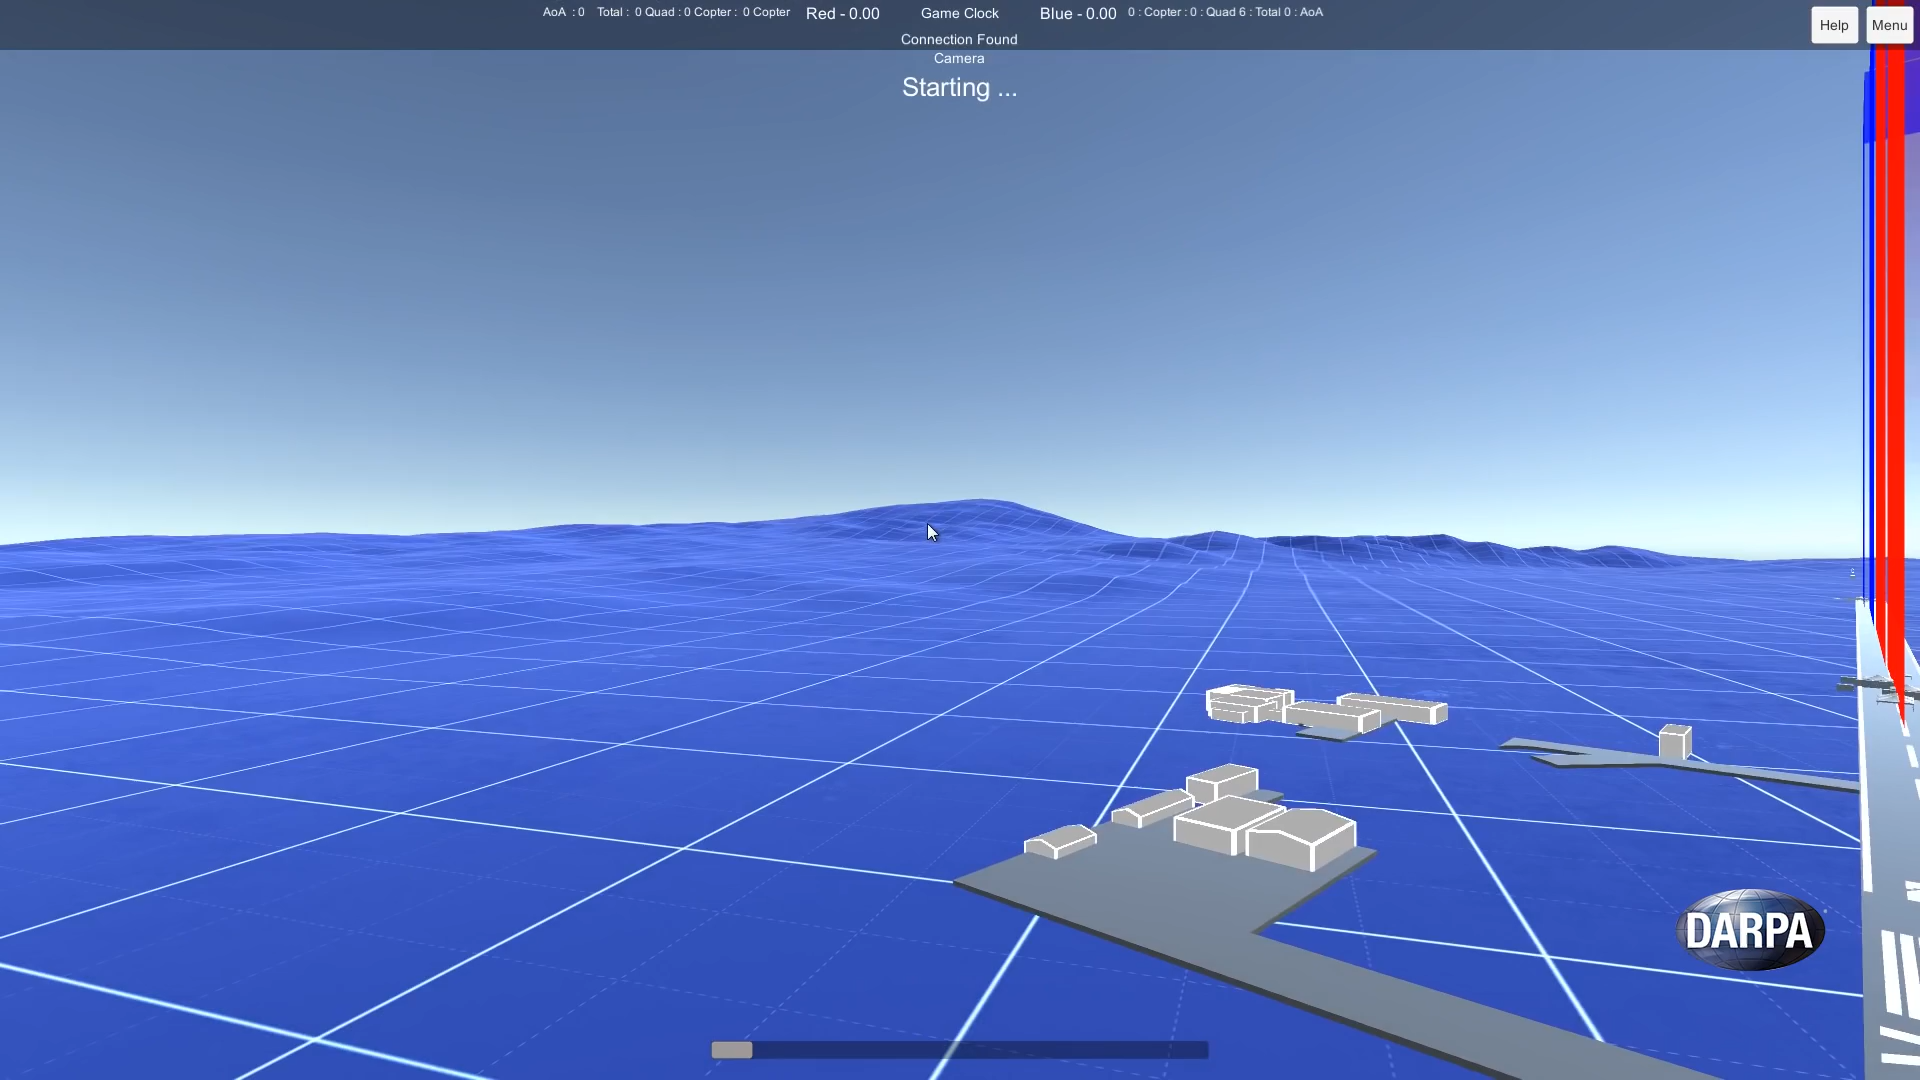 AoA : 0 Total : 0 Quad : 0 Copter : 0 Copter Red - 0.00 Game Clock Blue - 0.00 0 : Copter : 0 : Quad 6 : Total 0 : AoA
Help Menu
Connection Found
Camera
Starting ...
DARPA